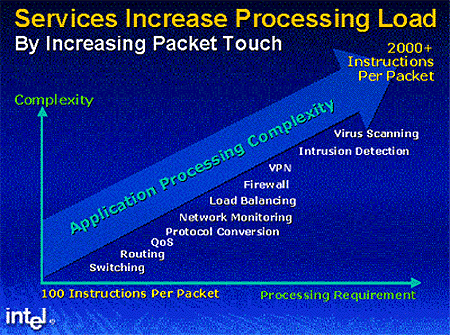 Services Increase Processing Load
By Increasing Packet Touch
2000+
Instructions
Per Packet
Complexity
Application Processing Complexity
Virus Scanning
Intrusion Detection
VPN
Firewall
Load Balancing
Network Monitoring
Protocol Conversion
QoS
Routing
Switching
100 Instructions Per Packet
Processing Requirement
intel®